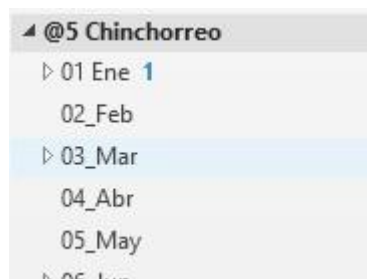 @5 Chinchorreo
01 Ene 1
02_Feb
03_Mar
04_Abr
05_May